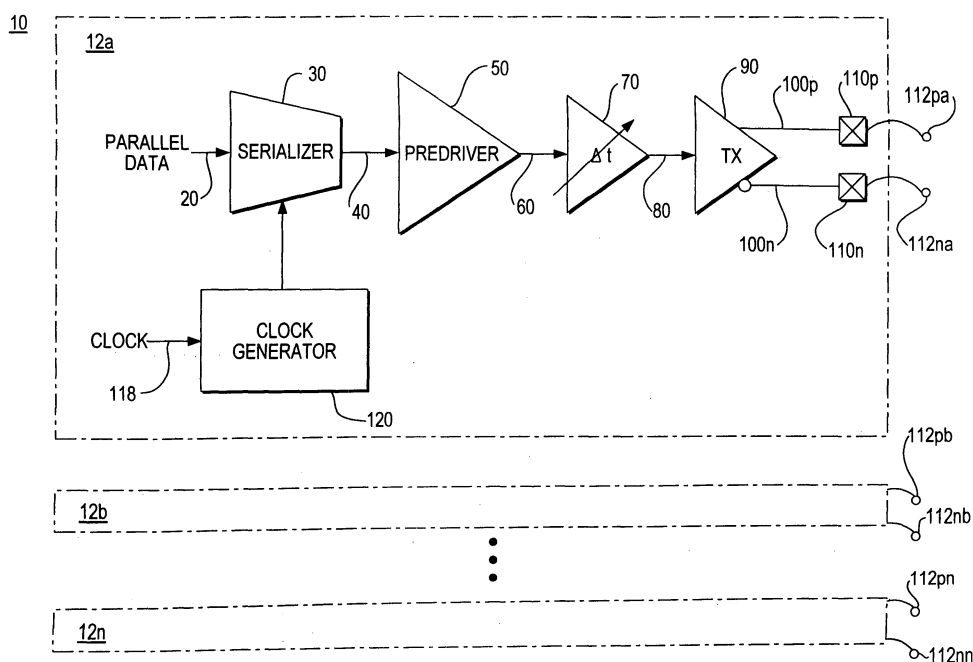 10
12a
30
50
70
90
100p
110p
112pa
PARALLEL
DATA
SERIALIZER
PREDRIVER
Δt
TX
20
40
60
80
100n
110n
112na
CLOCK
CLOCK
GENERATOR
118
120
112pb
12b
112nb
112pn
12n
112nn